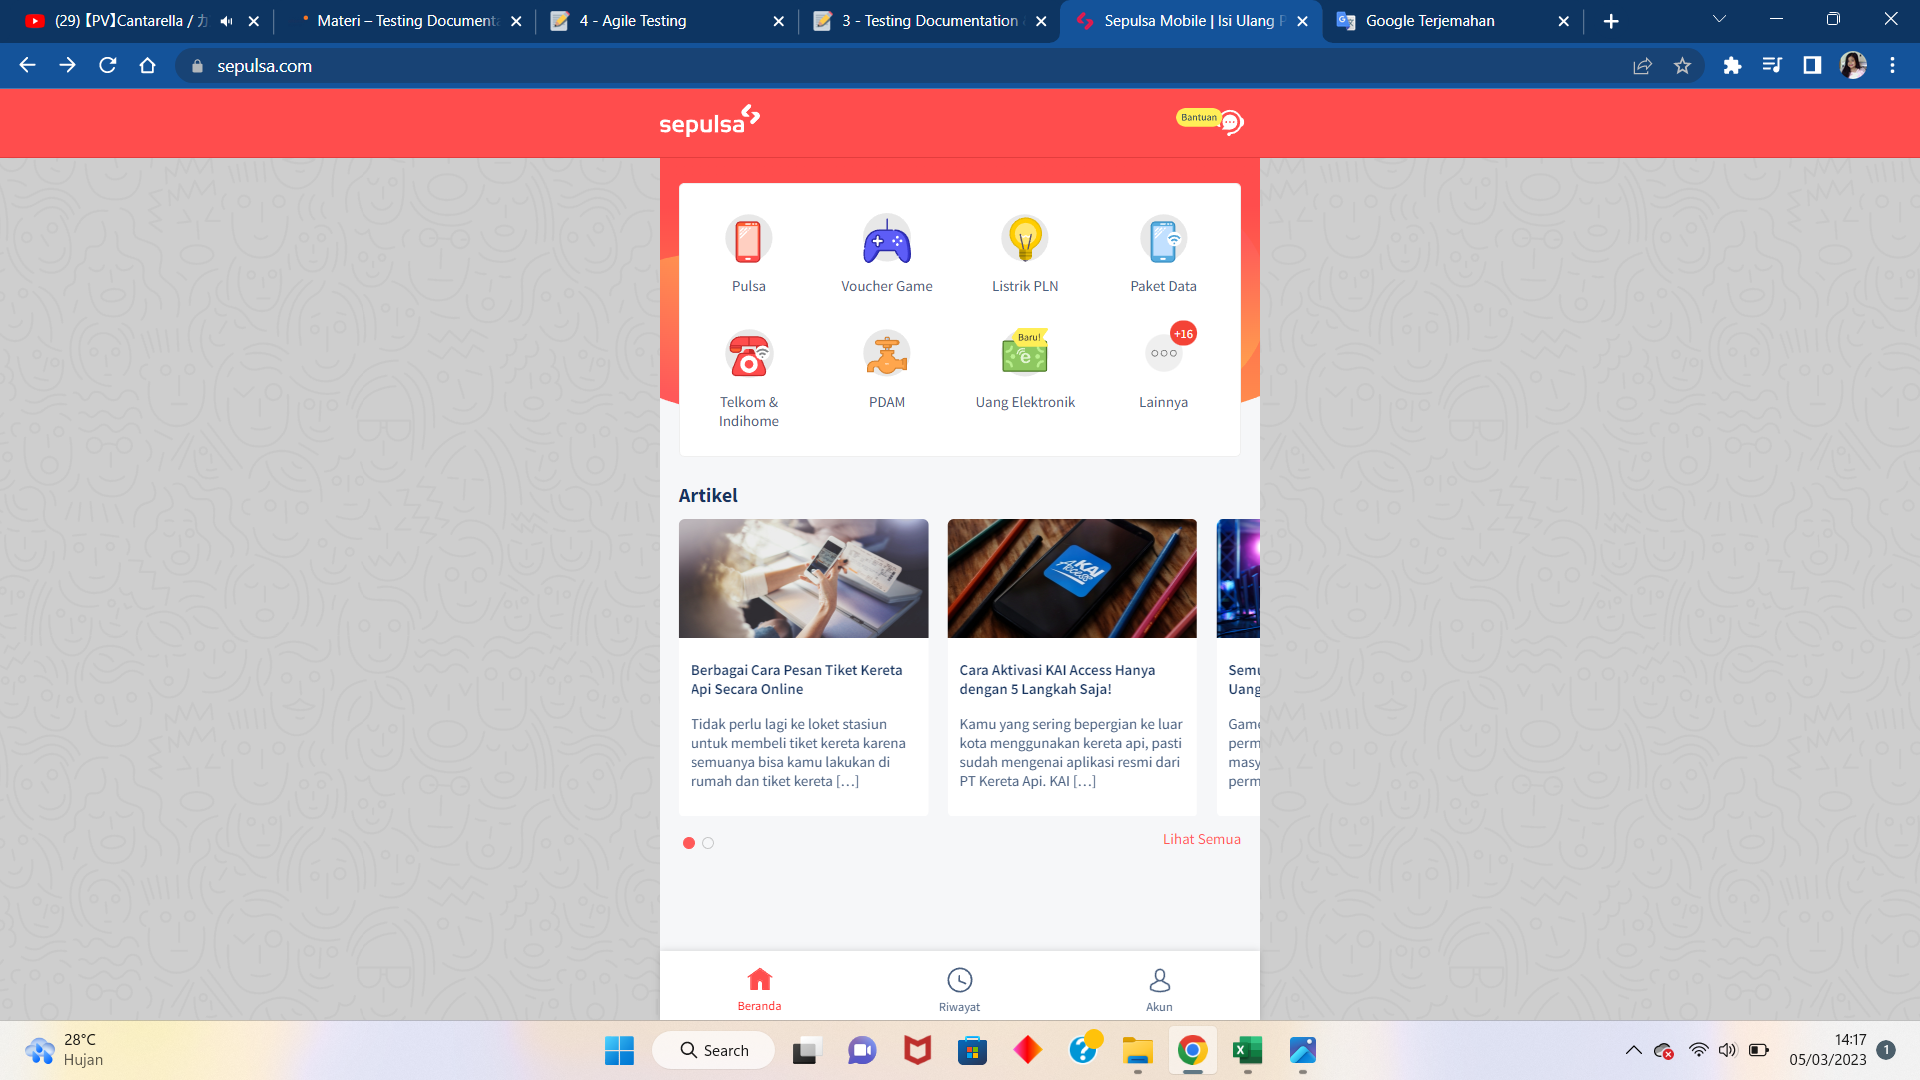 (29) 【PV】Cantarella /
Materi – Testing Documenta
4 - Agile Testing
3 - Testing Documentation
Sepulsa Mobile | Isi Ulang P
Google Terjemahan
sepulsa.com
sepulsa
Bantuan
Pulsa
Voucher Game
Listrik PLN
Paket Data
Telkom &
Indihome
PDAM
Baru!
e
Uang Elektronik
+16
Lainnya
Artikel
KAI
Access
Berbagai Cara Pesan Tiket Kereta
Api Secara Online
Tidak perlu lagi ke loket stasiun
untuk membeli tiket kereta karena
semuanya bisa kamu lakukan di
rumah dan tiket kereta [...]
Cara Aktivasi KAI Access Hanya
dengan 5 Langkah Saja!
Kamu yang sering bepergian ke luar
kota menggunakan kereta api, pasti
sudah mengenai aplikasi resmi dari
PT Kereta Api. KAI [...]
Semu
Uang
Game
perm
masy
perm
Lihat Semua
Beranda
Riwayat
Akun
28°C
Hujan
Search
14:17
05/03/2023
1